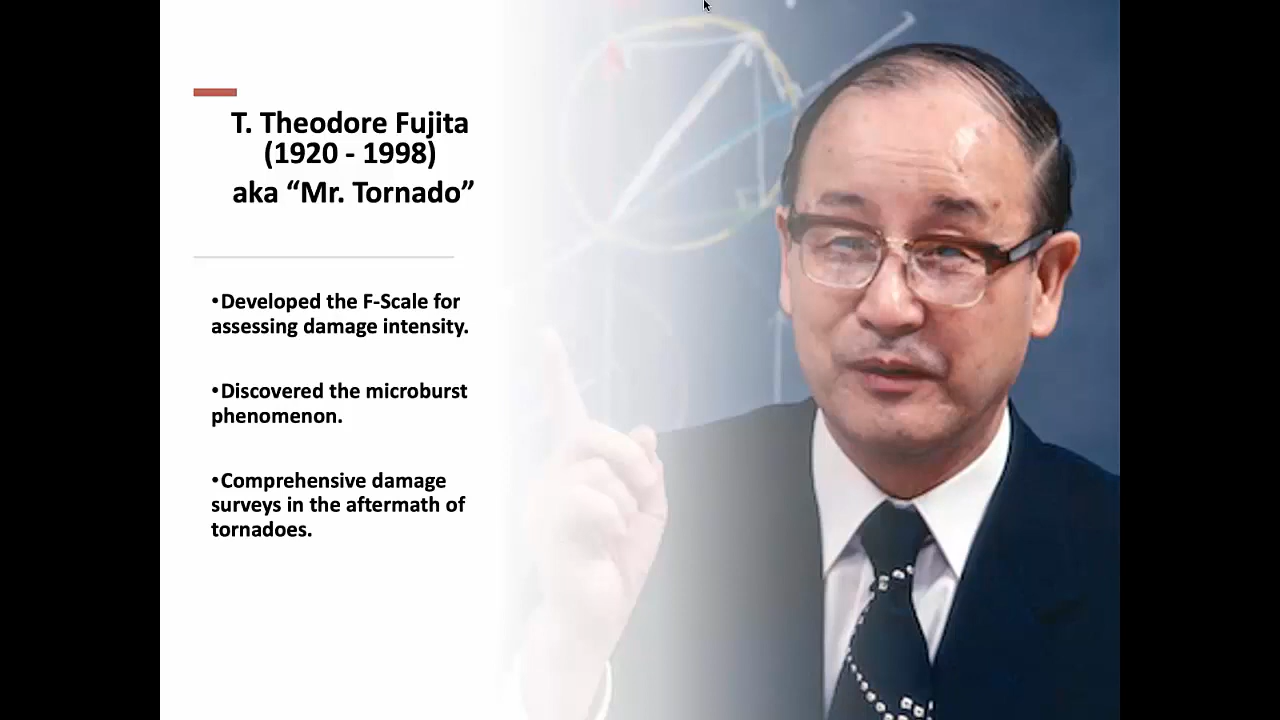 T. Theodore Fujita
(1920 - 1998)
aka “Mr. Tornado”
•Developed the F-Scale for
assessing damage intensity.
•Discovered the microburst
phenomenon.
•Comprehensive damage
surveys in the aftermath of
tornadoes.